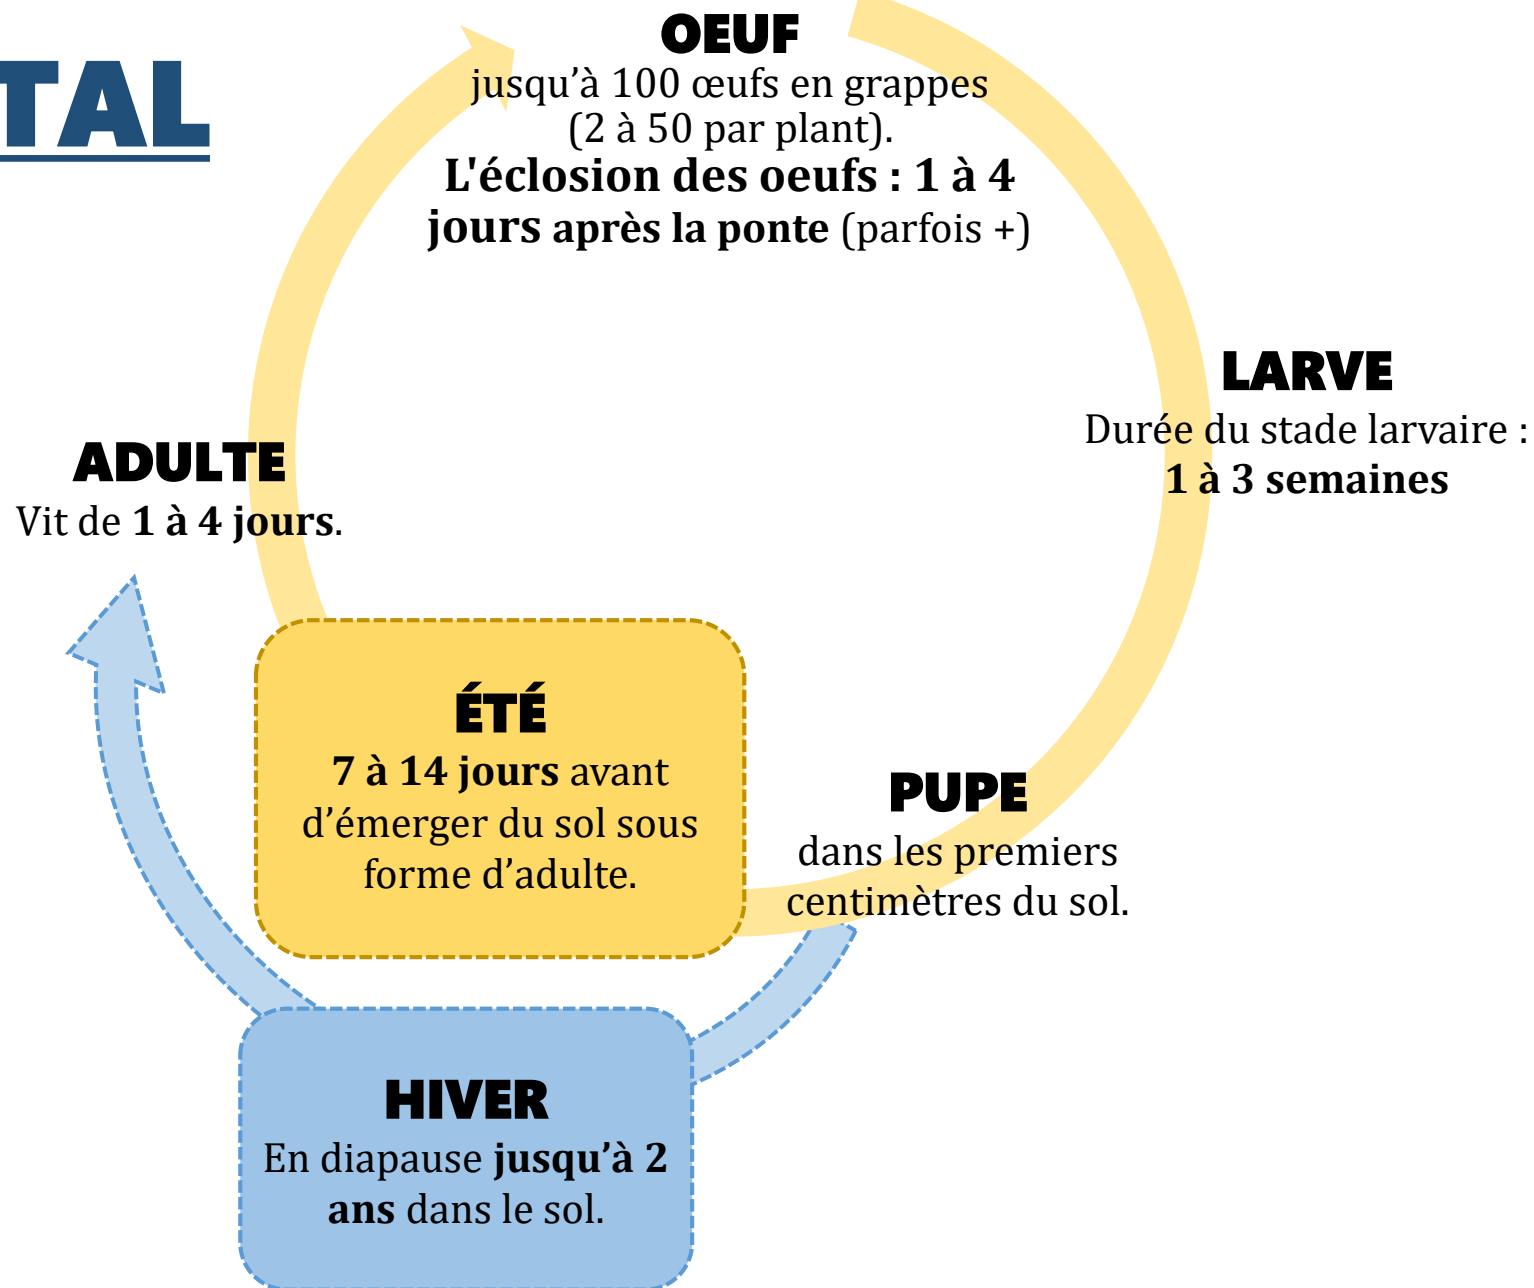 TAL
OEUF
jusqu’à 100 œufs en grappes
(2 à 50 par plant).
L'éclosion des oeufs : 1 à 4
jours après la ponte (parfois +)
LARVE
Durée du stade larvaire :
1 à 3 semaines
ADULTE
Vit de 1 à 4 jours.
ÉTÉ
7 à 14 jours avant
d’émerger du sol sous
forme d’adulte.
PUPE
dans les premiers
centimètres du sol.
HIVER
En diapause jusqu’à 2
ans dans le sol.